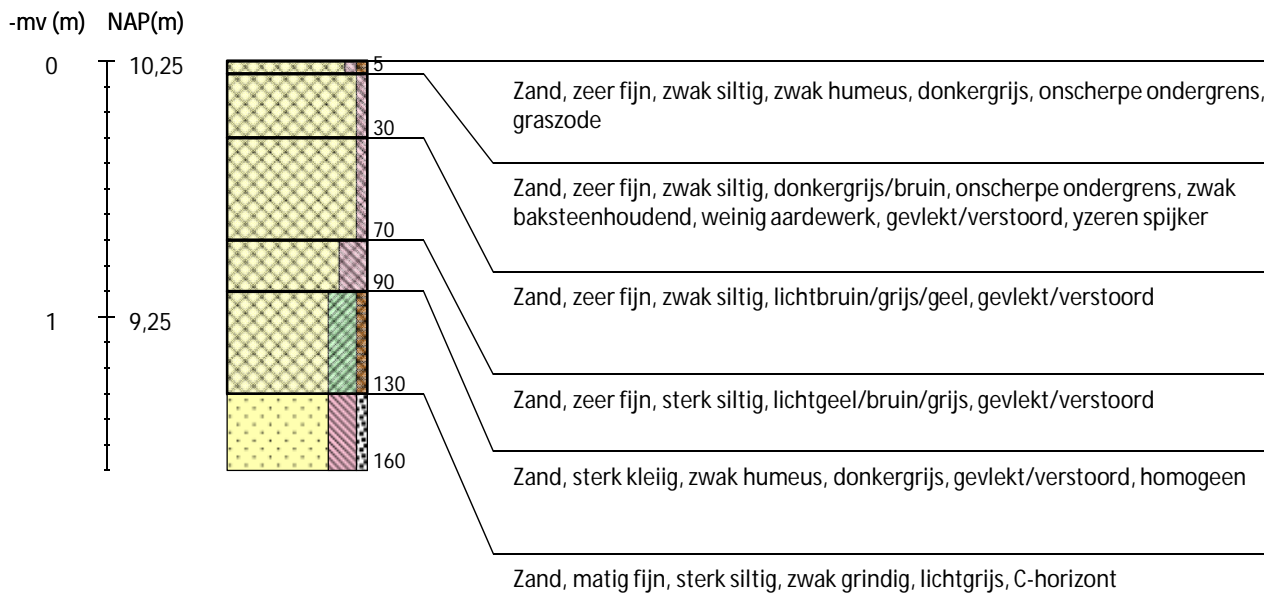 -mv (m) NAP(m)
0 10,25
5
Zand, zeer fijn, zwak siltig, zwak humeus, donkergrijs, onscherpe ondergrens,
graszode
30
Zand, zeer fijn, zwak siltig, donkergrijs/bruin, onscherpe ondergrens, zwak
baksteenhoudend, weinig aardewerk, gevlekt/verstoord, yzeren spijker
70
90
Zand, zeer fijn, zwak siltig, lichtbruin/grijs/geel, gevlekt/verstoord
1 9,25
130
Zand, zeer fijn, sterk siltig, lichtgeel/bruin/grijs, gevlekt/verstoord
160
Zand, sterk kleiig, zwak humeus, donkergrijs, gevlekt/verstoord, homogeen
Zand, matig fijn, sterk siltig, zwak grindig, lichtgrijs, C-horizont